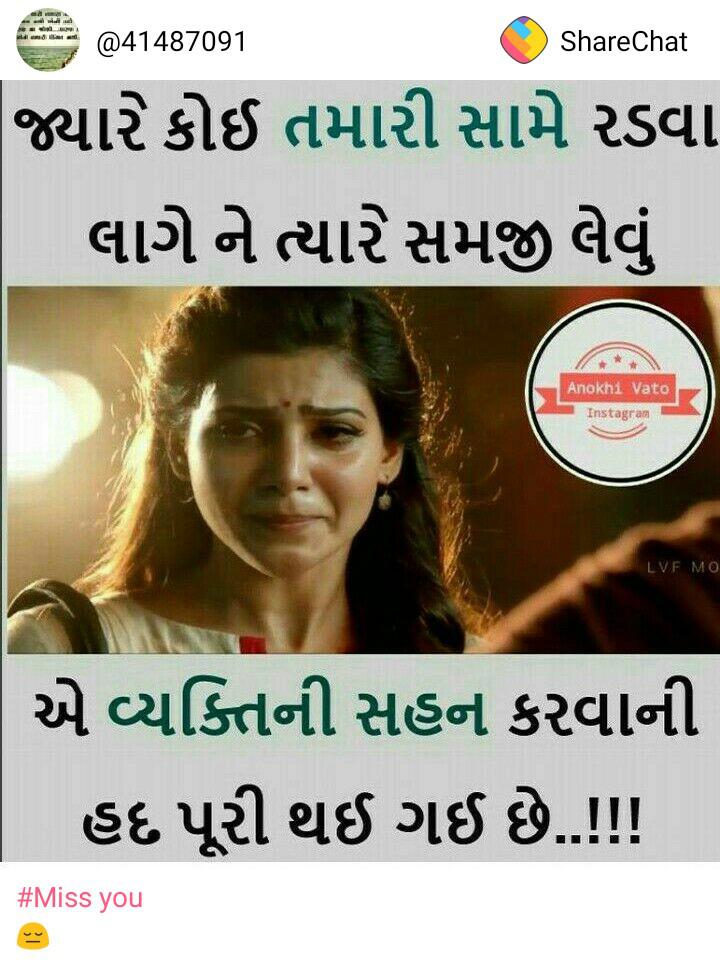 @41487091
ShareChat
જ્યારે કોઈ તમારી સામે રડવા
લાગે ને ત્યારે સમજી લેવું
Anokhi Vato
Instagram
LVF MO
એ વ્યક્તિની સહન કરવાની
હદ પૂરી થઈ ગઈ છે..!!!
#Miss you
😔